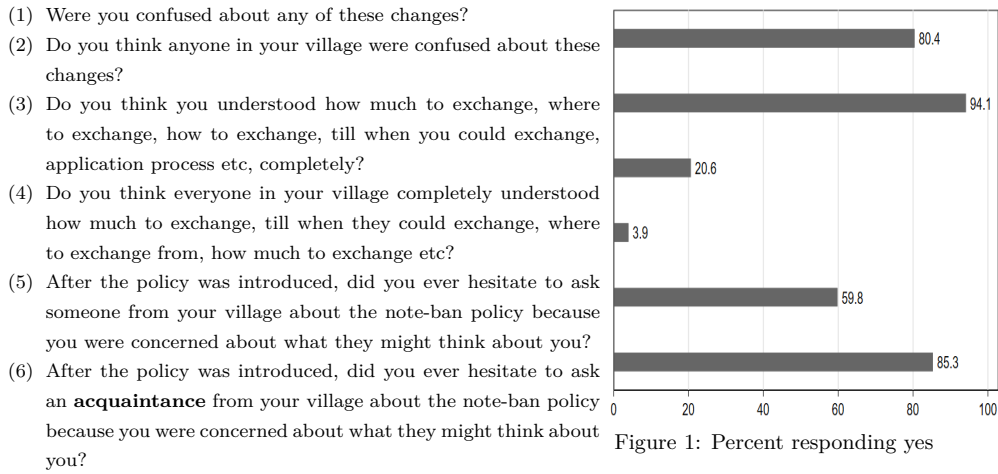 (1) Were you confused about any of these changes?
(2) Do you think anyone in your village were confused about these
changes?
(3) Do you think you understood how much to exchange, where
to exchange, how to exchange, till when you could exchange,
application process etc, completely?
(4) Do you think everyone in your village completely understood
how much to exchange, till when they could exchange, where
to exchange from, how much to exchange etc?
(5) After the policy was introduced, did you ever hesitate to ask
someone from your village about the note-ban policy because
you were concerned about what they might think about you?
(6) After the policy was introduced, did you ever hesitate to ask
an acquaintance from your village about the note-ban policy
because you were concerned about what they might think about
you?
80.4
94.1
20.6
3.9
59.8
85.3
0 20 40 60 80 100
Figure 1: Percent responding yes